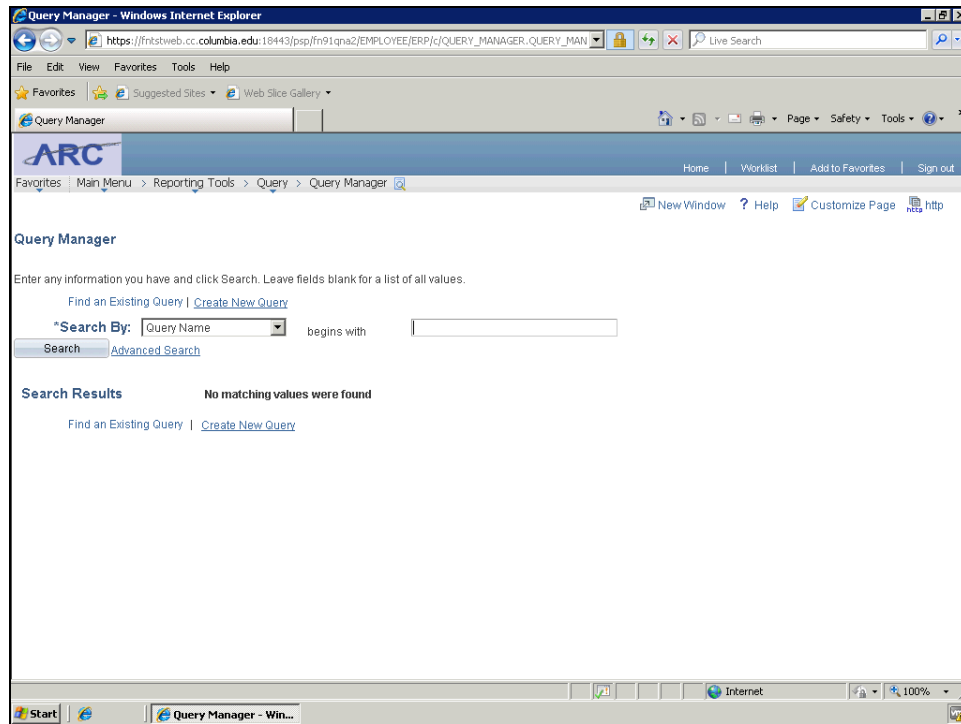 Query Manager - Windows Internet Explorer
https://fntstweb.cc.columbia.edu:18443/psp/fn91qna2/EMPLOYEE/ERP/c/QUERY_MANAGER.QUERY_MAN
Live Search
File Edit View Favorites Tools Help
Favorites Suggested Sites Web Slice Gallery
Query Manager Page Safety Tools
ARC
Home | Worklist | Add to Favorites | Sign out
Favorites Main Menu > Reporting Tools > Query > Query Manager
New Window ? Help Customize Page http
Query Manager
Enter any information you have and click Search. Leave fields blank for a list of all values.
Find an Existing Query | Create New Query
*Search By: Query Name begins with
Search Advanced Search
Search Results No matching values were found
Find an Existing Query | Create New Query
Internet 100%
Start Query Manager - Win...